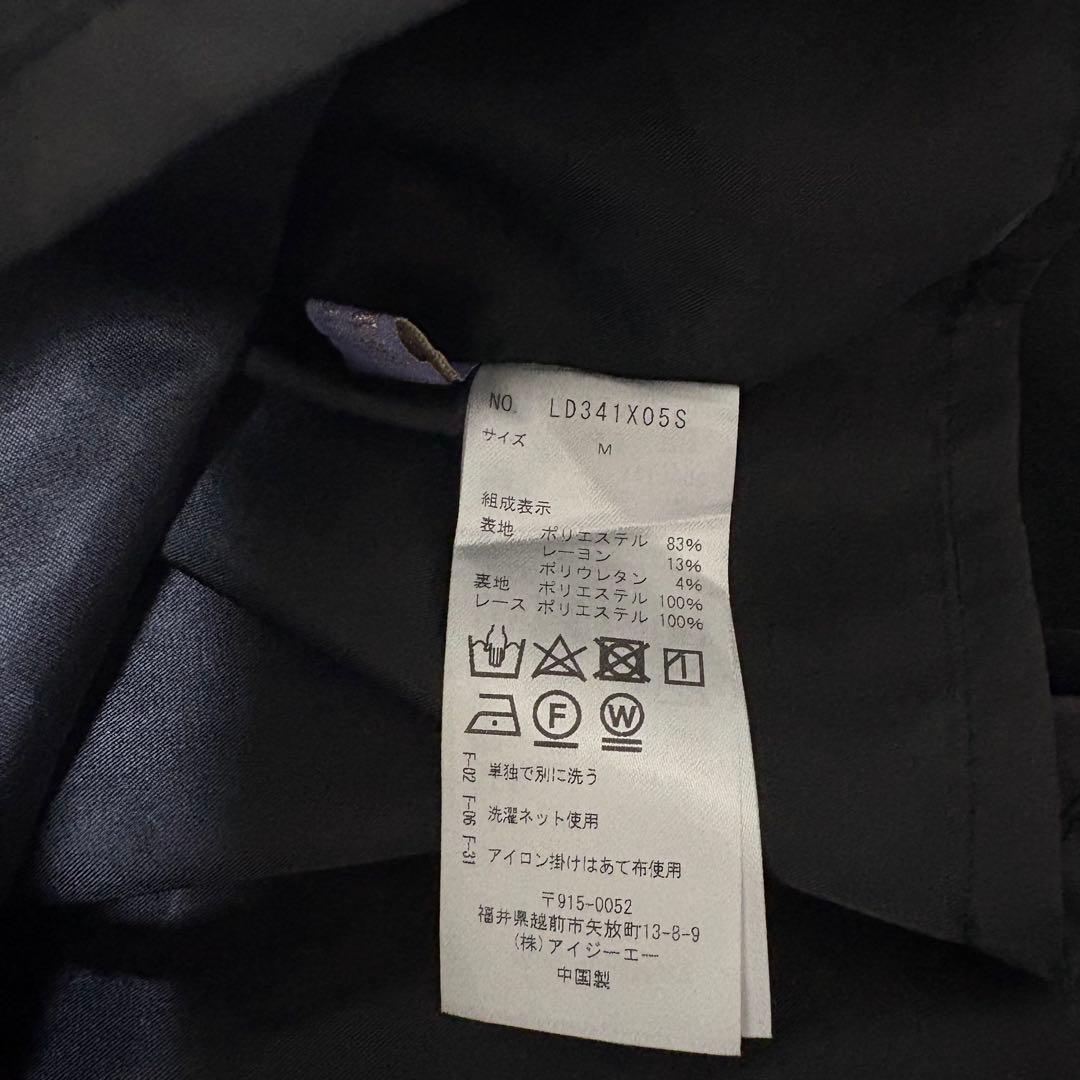 NO. LD341X05S
サイズ M
組成表示
表地 ポリエステル 83%
レーヨン 13%
ポリウレタン 4%
裏地 ポリエステル 100%
レース ポリエステル 100%
F W
F-02 単独で別に洗う
F-06 洗濯ネット使用
F-31 アイロン掛けはあて布使用
〒915-0052
福井県越前市矢放町13-8-9
(株)アイジーエー
中国製